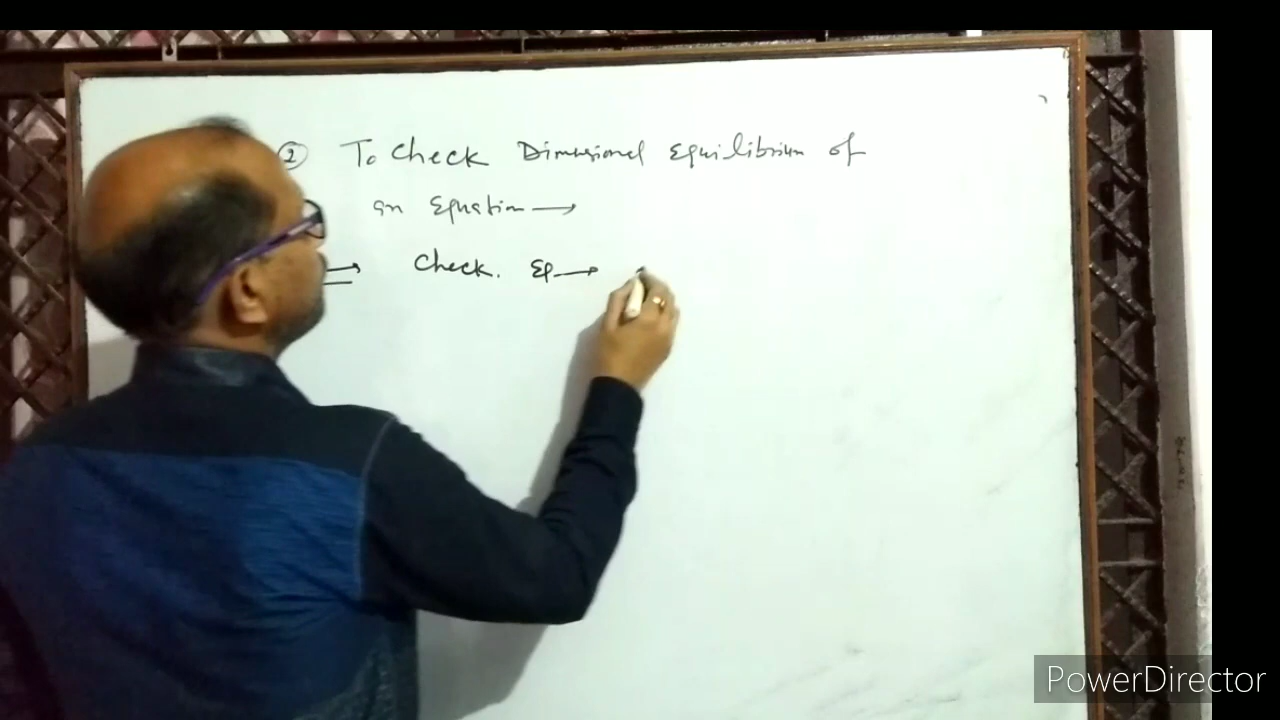 ② To Check Dimensional Equilibrium of
an Equation →
⇒ Check. Eq →
PowerDirector